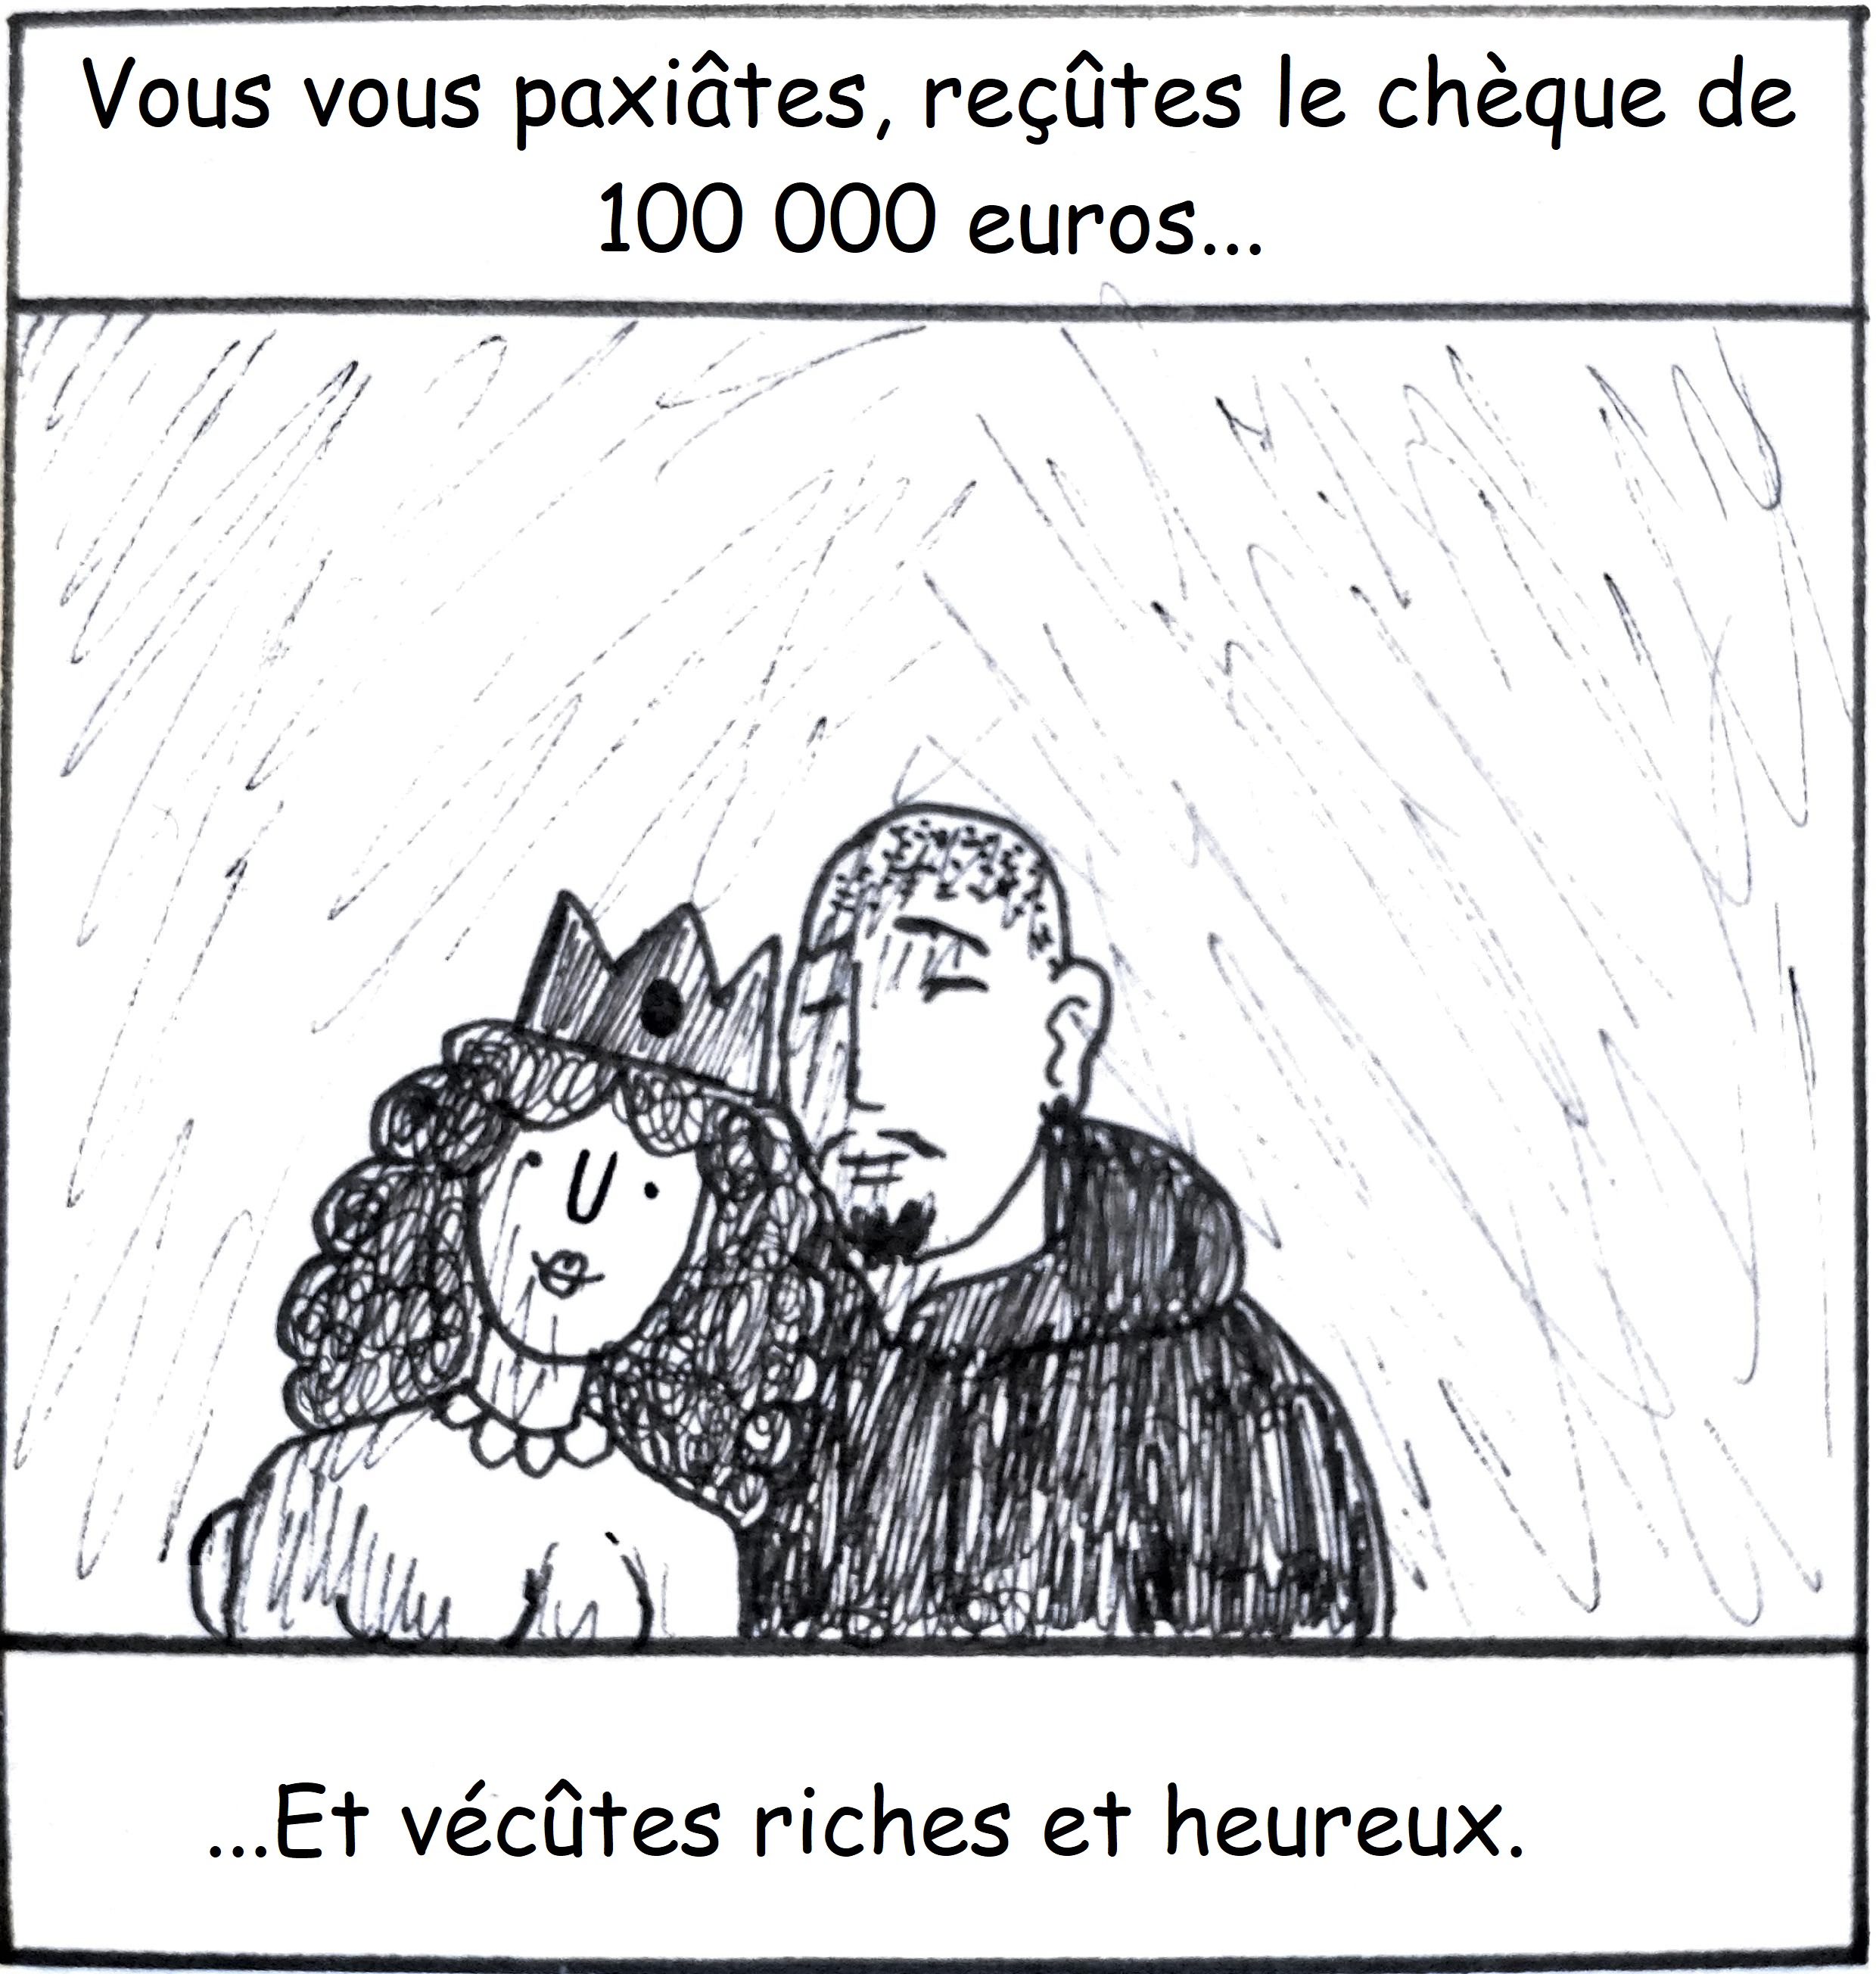 Vous vous paxiâtes, reçûtes le chèque de
100 000 euros...
...Et vécûtes riches et heureux.